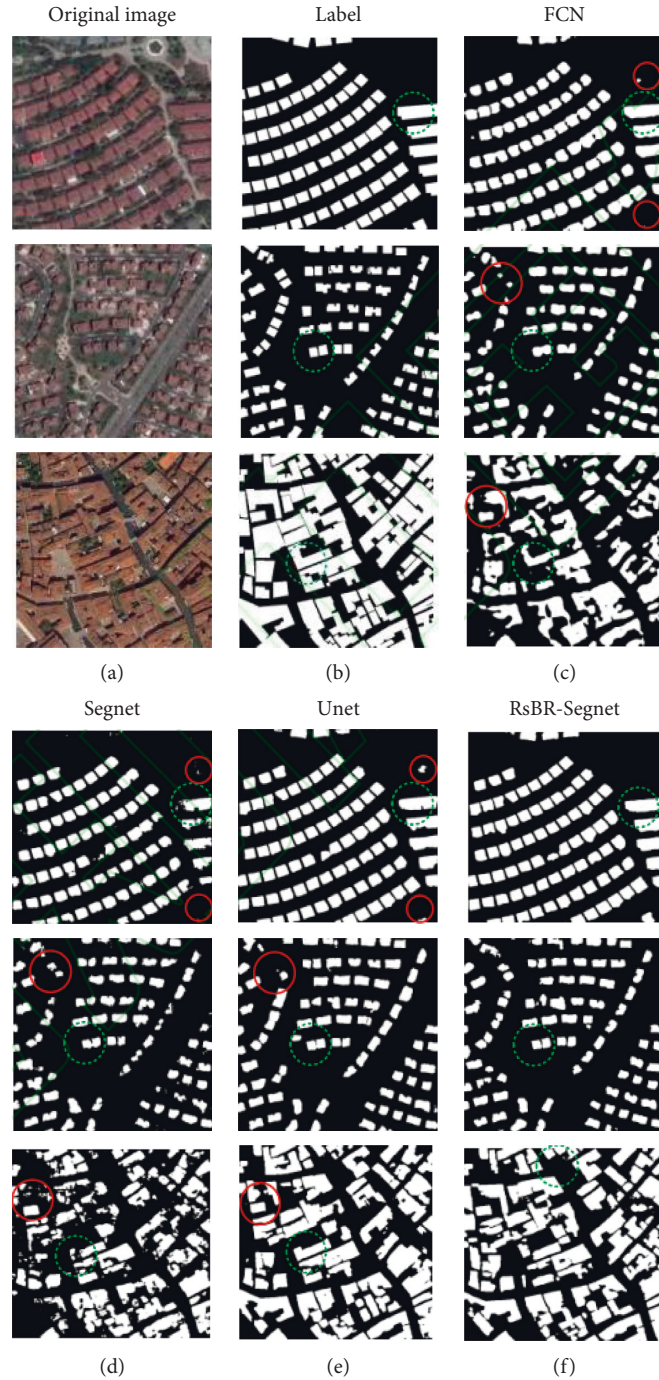 Original image
Label
FCN
(a)
(b)
(c)
Segnet
Unet
RsBR-Segnet
(d)
(e)
(f)